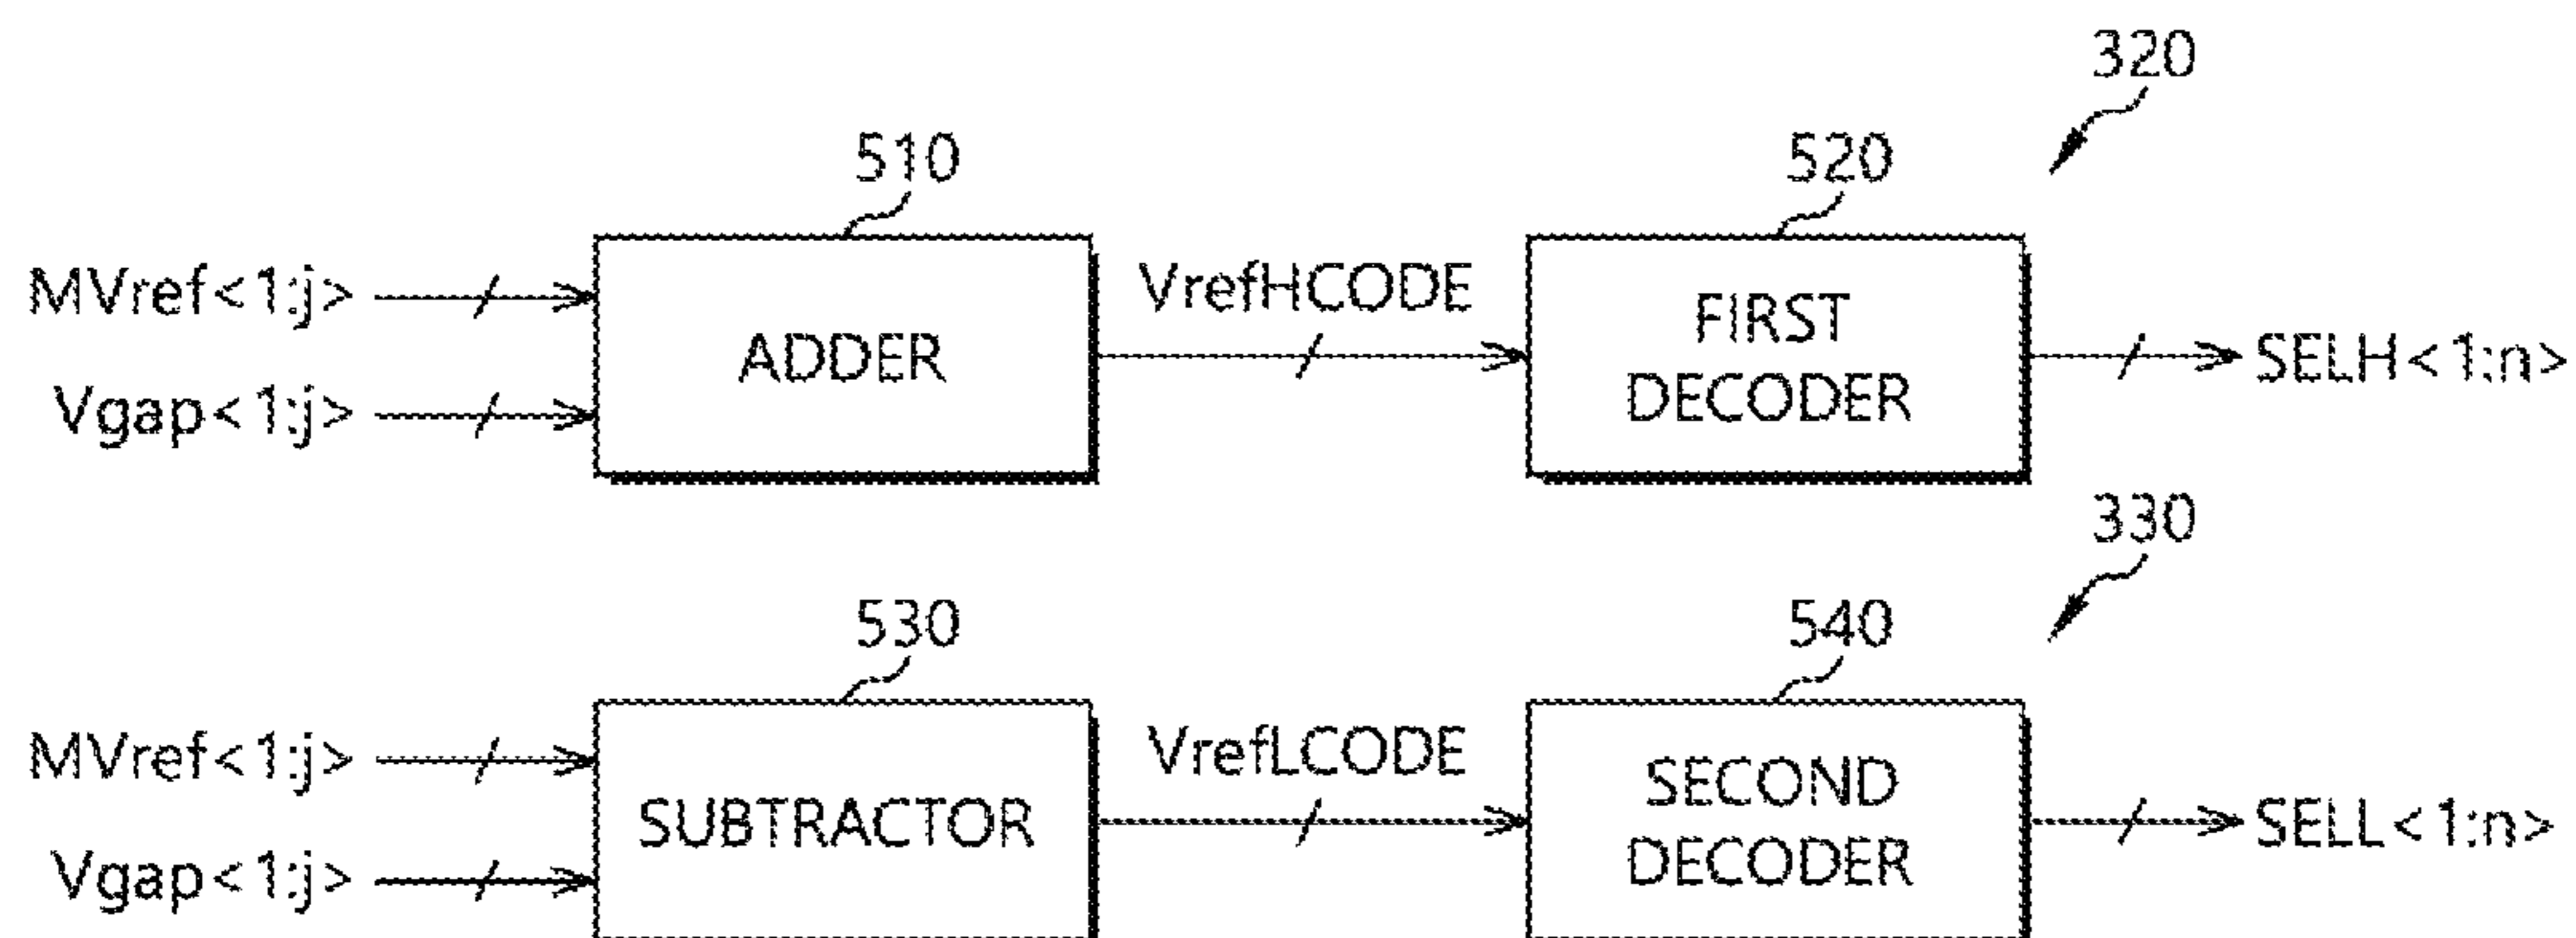 320
510
520
MVref<1:j>
Vgap<1:j>
ADDER
VrefHCODE
FIRST
DECODER
SELH<1:n>
330
530
540
MVref<1:j>
Vgap<1:j>
SUBTRACTOR
VrefLCODE
SECOND
DECODER
SELL<1:n>